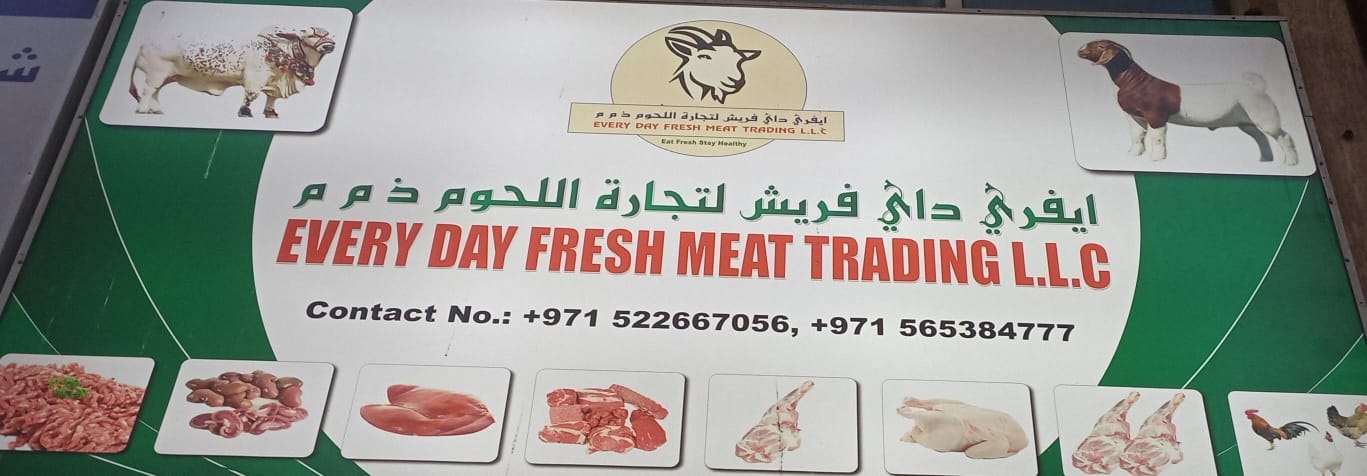 ش
ايفري داي فريش لتجارة اللحوم ذ م م
EVERY DAY FRESH MEAT TRADING L.L.C
Eat Fresh Stay Healthy
ايفري داي فريش لتجارة اللحوم ذ م م
EVERY DAY FRESH MEAT TRADING L.L.C
Contact No.: +971 522667056, +971 565384777